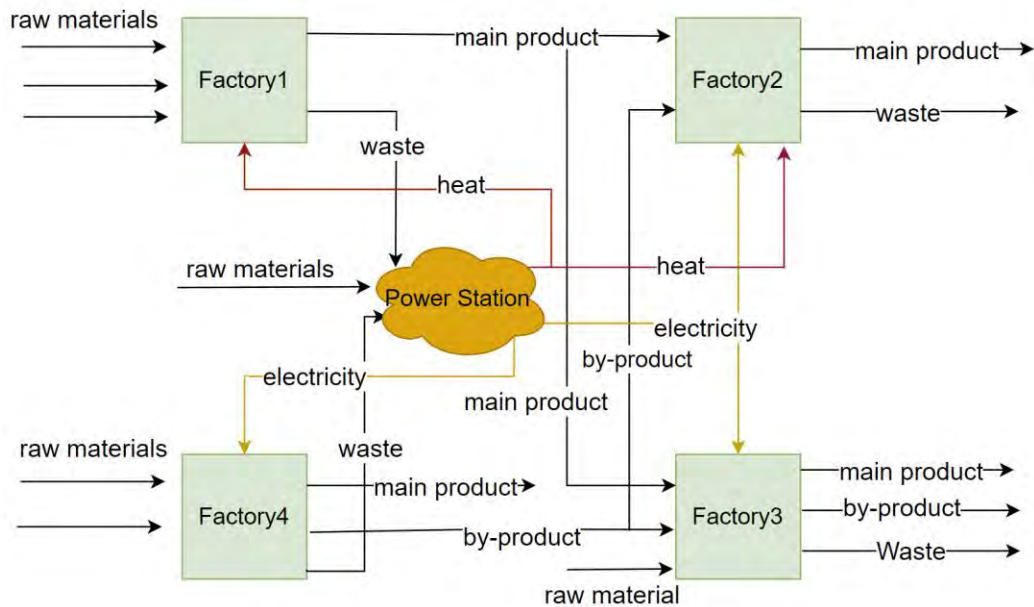 raw materials
Factory1
main product
Factory2
main product
waste
waste
heat
raw materials
Power Station
heat
electricity
by-product
electricity
main product
raw materials
waste
Factory4
main product
by-product
Factory3
main product
by-product
Waste
raw material